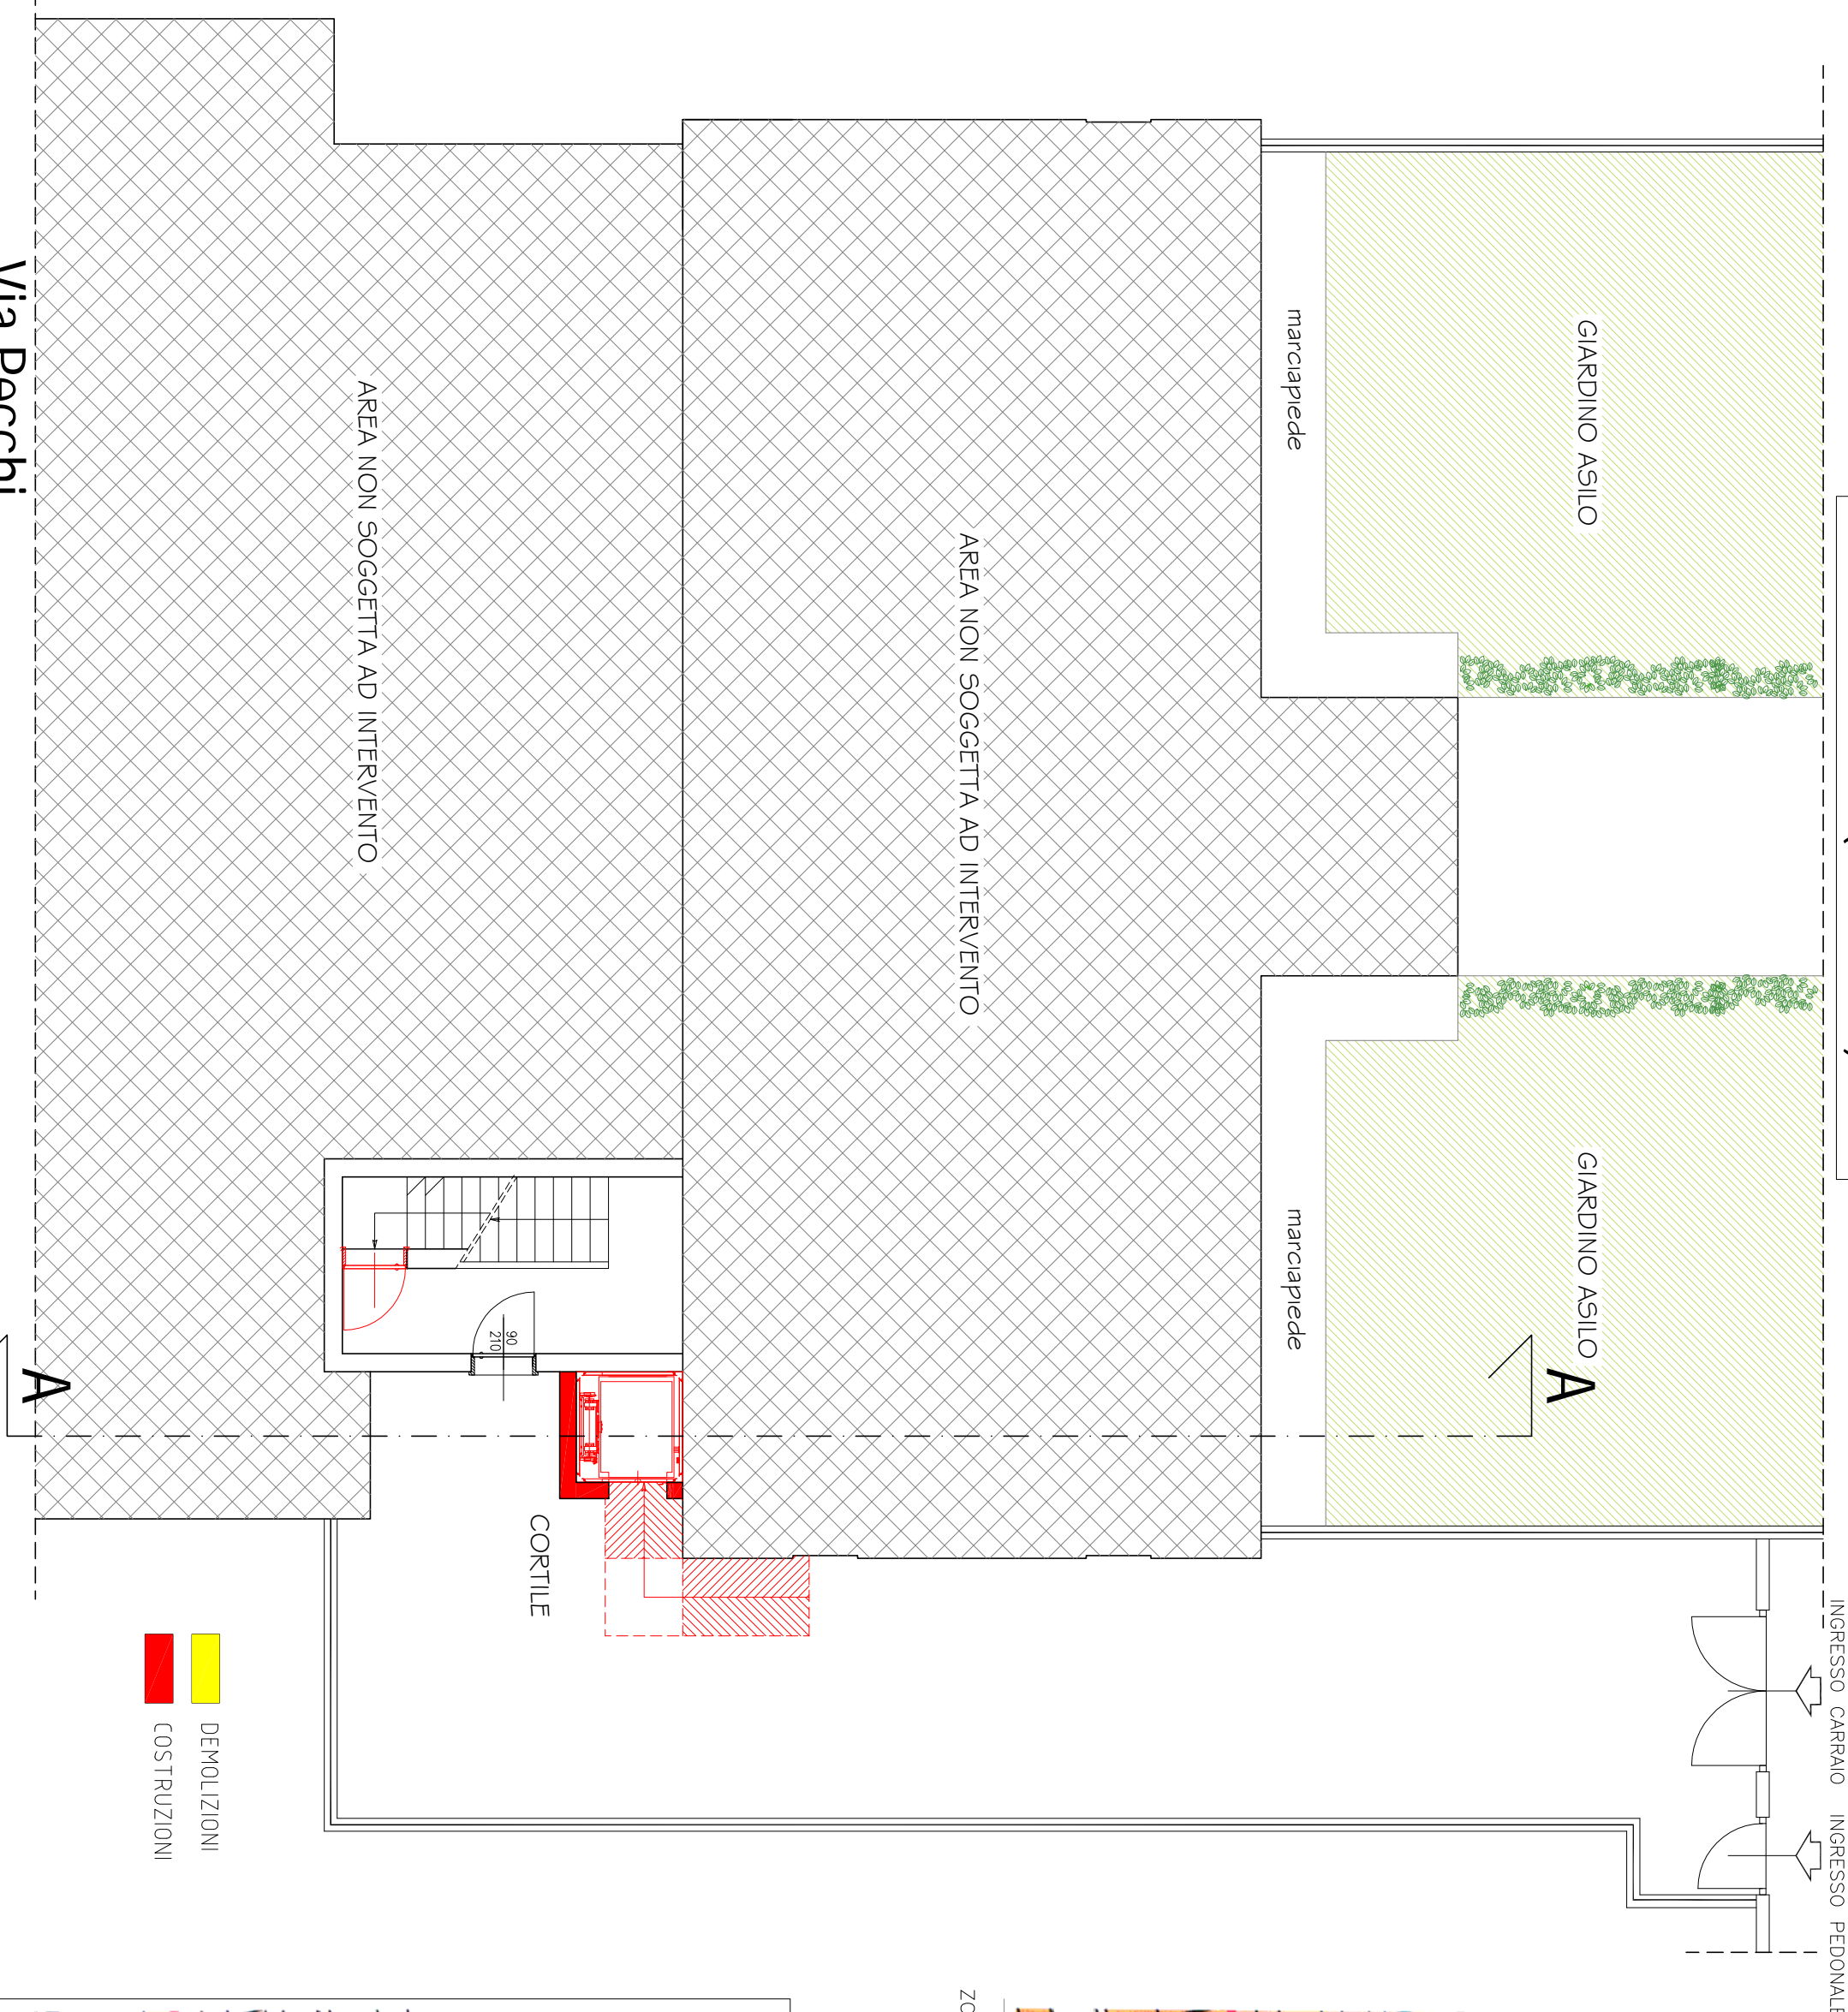 INGRESSO CARRAIO
INGRESSO PEDONALE
GIARDINO ASILO
GIARDINO ASILO
A
marciapiede
marciapiede
AREA NON SOGGETTA AD INTERVENTO
AREA NON SOGGETTA AD INTERVENTO
CORTILE
90
210
DEMOLIZIONI
COSTRUZIONI
A
Via Pecchi